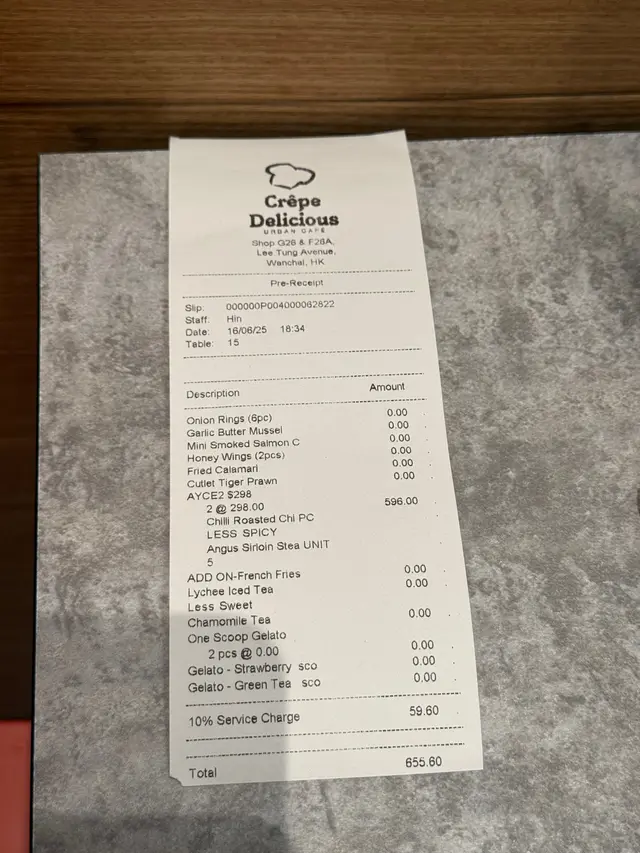 Crêpe
Delicious
URBAN CAFÉ
Shop G26 & F26A,
Lee Tung Avenue,
Wanchai, HK
Pre-Receipt
Slip: 000000P004000062622
Staff: Hin
Date: 16/06/25 18:34
Table: 15
Description Amount
Onion Rings (6pc) 0.00
Garlic Butter Mussel 0.00
Mini Smoked Salmon C 0.00
Honey Wings (2pcs) 0.00
Fried Calamari 0.00
Cutlet Tiger Prawn 0.00
AYCE2 $298
2 @ 298.00 596.00
Chilli Roasted Chi PC
LESS SPICY
Angus Sirloin Stea UNIT
5
ADD ON-French Fries 0.00
Lychee Iced Tea 0.00
Less Sweet
Chamomile Tea 0.00
One Scoop Gelato
2 pcs @ 0.00 0.00
Gelato - Strawberry sco 0.00
Gelato - Green Tea sco 0.00
10% Service Charge 59.60
Total 655.60